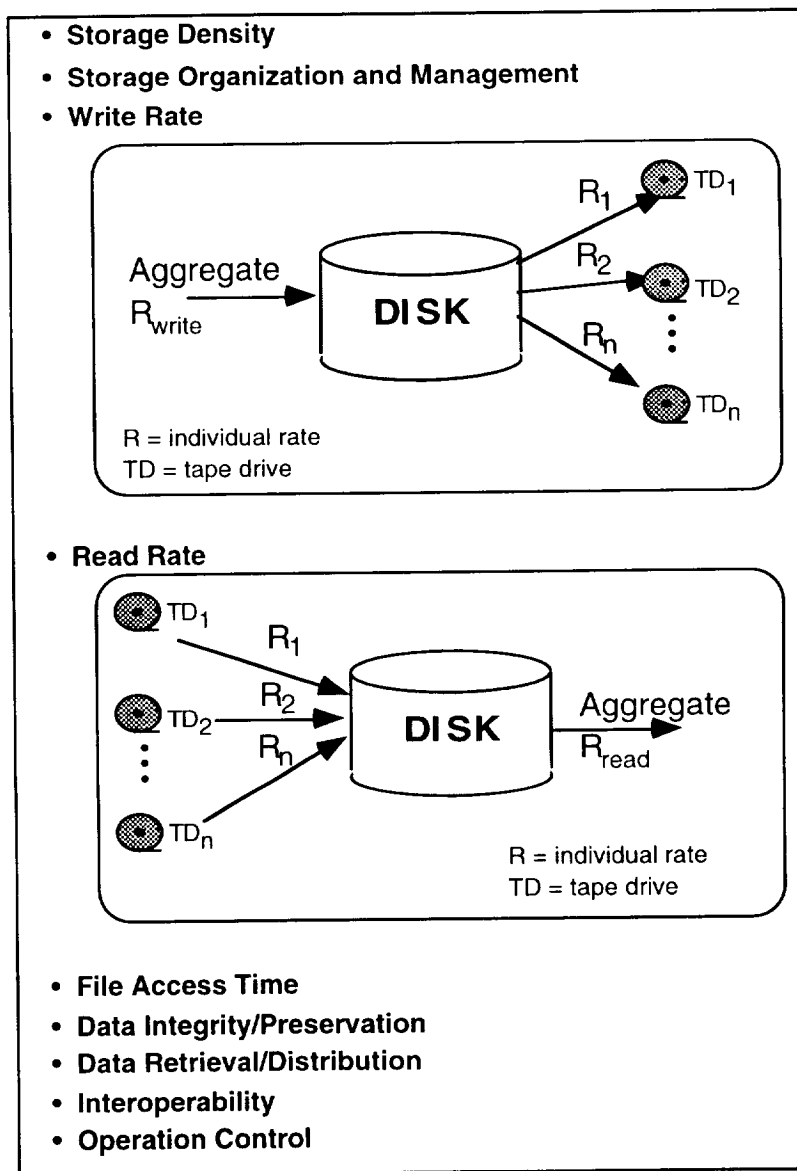 • Storage Density
• Storage Organization and Management
• Write Rate
R₁
TD₁
Aggregate
R_write
DISK
R₂
TD₂
Rₙ
TDₙ
R = individual rate
TD = tape drive
• Read Rate
TD₁
R₁
TD₂
R₂
DISK
Aggregate
R_read
Rₙ
TDₙ
R = individual rate
TD = tape drive
• File Access Time
• Data Integrity/Preservation
• Data Retrieval/Distribution
• Interoperability
• Operation Control